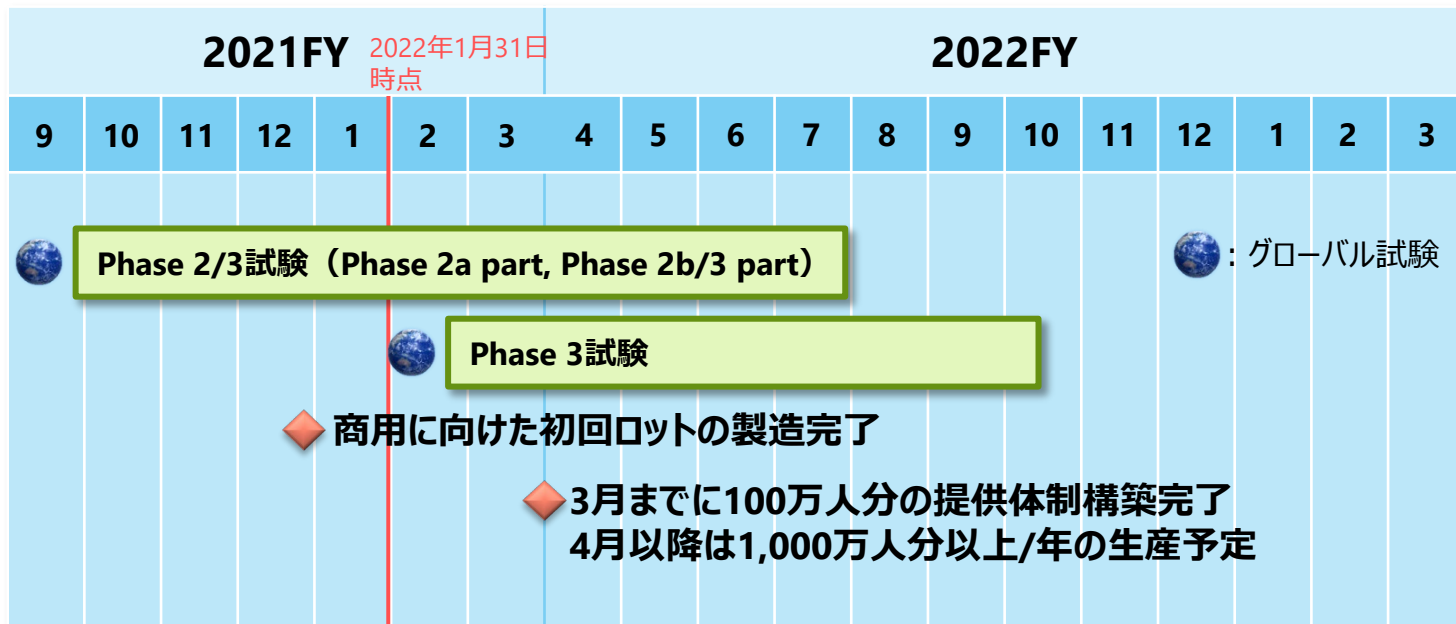 2021FY
2022年1月31日
時点
2022FY
9 10 11 12 1 2 3 4 5 6 7 8 9 10 11 12 1 2 3
Phase 2/3試験（Phase 2a part, Phase 2b/3 part）
: グローバル試験
Phase 3試験
商用に向けた初回ロットの製造完了
3月までに100万人分の提供体制構築完了
4月以降は1,000万人分以上/年の生産予定